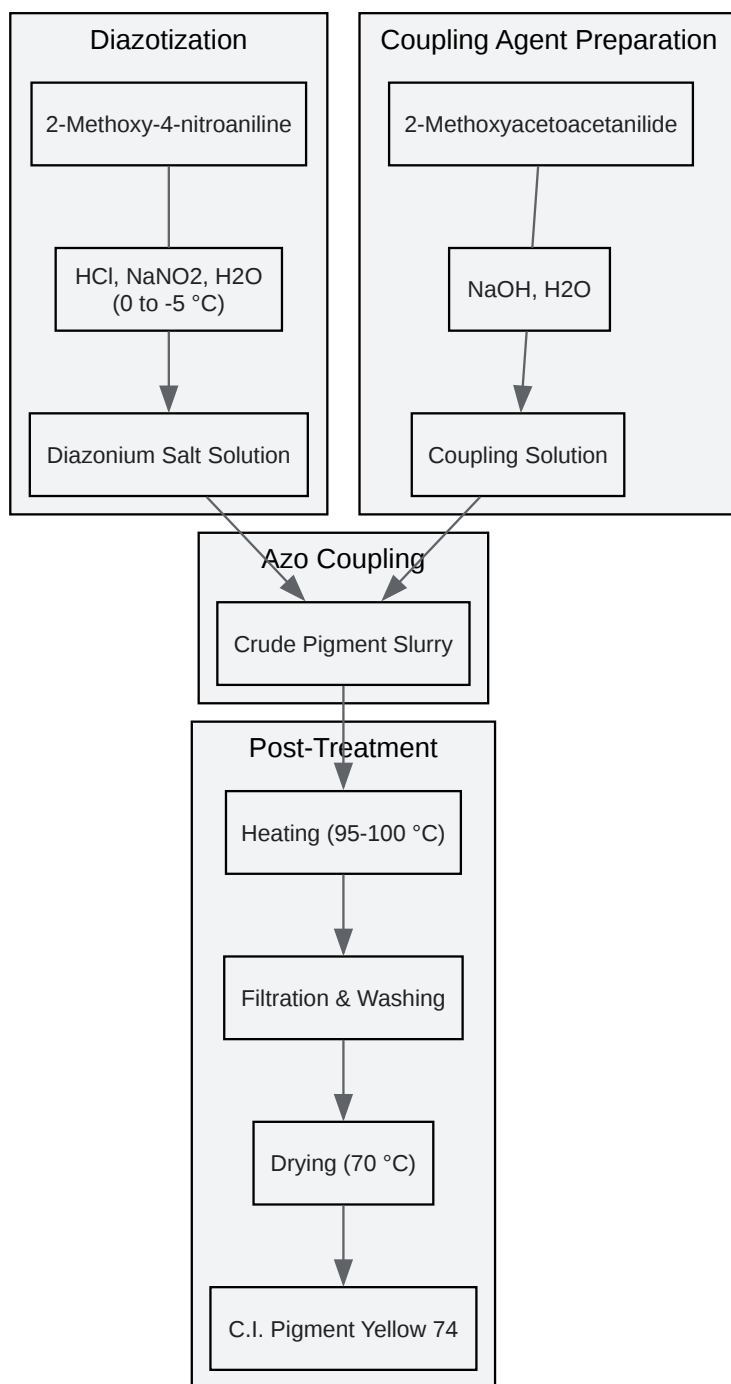 Diazotization
2-Methoxy-4-nitroaniline
HCl, NaNO2, H2O
(0 to -5 °C)
Diazonium Salt Solution
Coupling Agent Preparation
2-Methoxyacetoacetanilide
NaOH, H2O
Coupling Solution
Azo Coupling
Crude Pigment Slurry
Post-Treatment
Heating (95-100 °C)
Filtration & Washing
Drying (70 °C)
C.I. Pigment Yellow 74